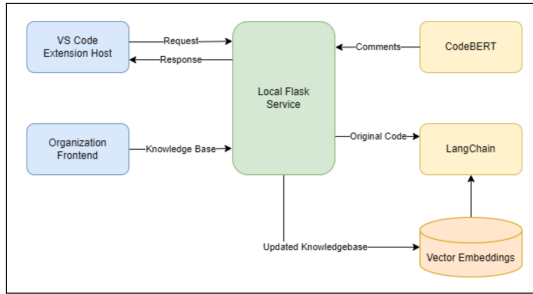 VS Code
Extension Host
Request
Response
Local Flask
Service
Comments
CodeBERT
Organization
Frontend
Knowledge Base
Original Code
LangChain
Updated Knowledgebase
Vector Embeddings